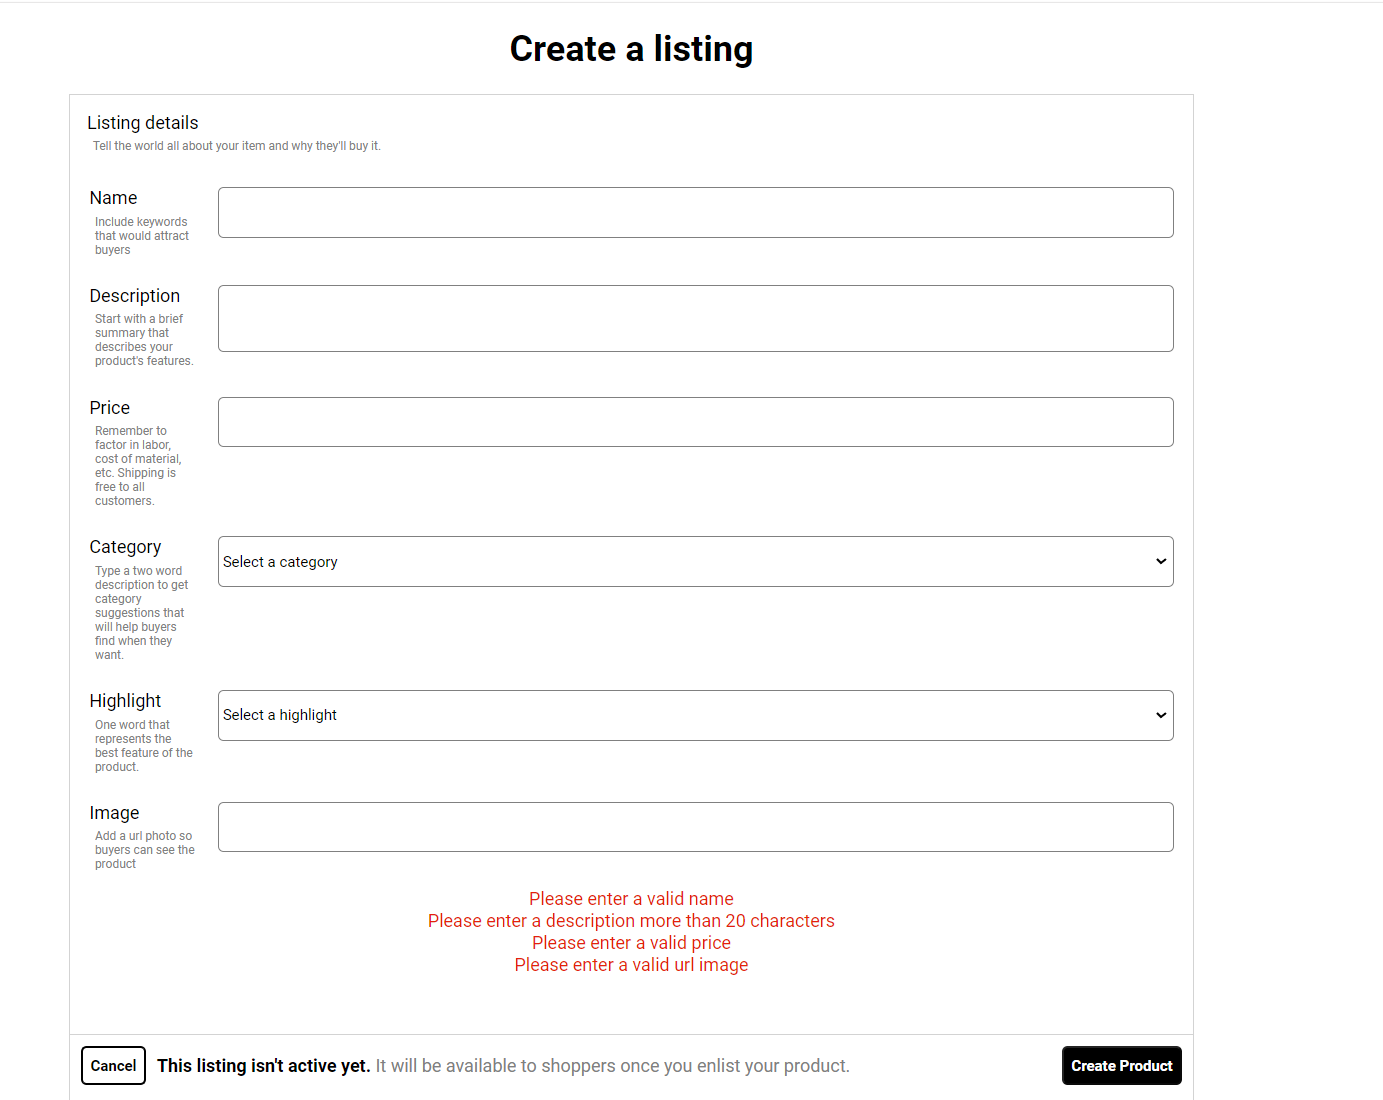 Create a listing
Listing details
Tell the world all about your item and why they'll buy it.
Name
Include keywords
that would attract
buyers
Description
Start with a brief
summary that
describes your
product's features.
Price
Remember to
factor in labor,
cost of material,
etc. Shipping is
free to all
customers.
Category
Select a category
Type a two word
description to get
category
suggestions that
will help buyers
find when they
want.
Highlight
Select a highlight
One word that
represents the
best feature of the
product.
Image
Add a url photo so
buyers can see the
product
Please enter a valid name
Please enter a description more than 20 characters
Please enter a valid price
Please enter a valid url image
Cancel This listing isn't active yet. It will be available to shoppers once you enlist your product. Create Product